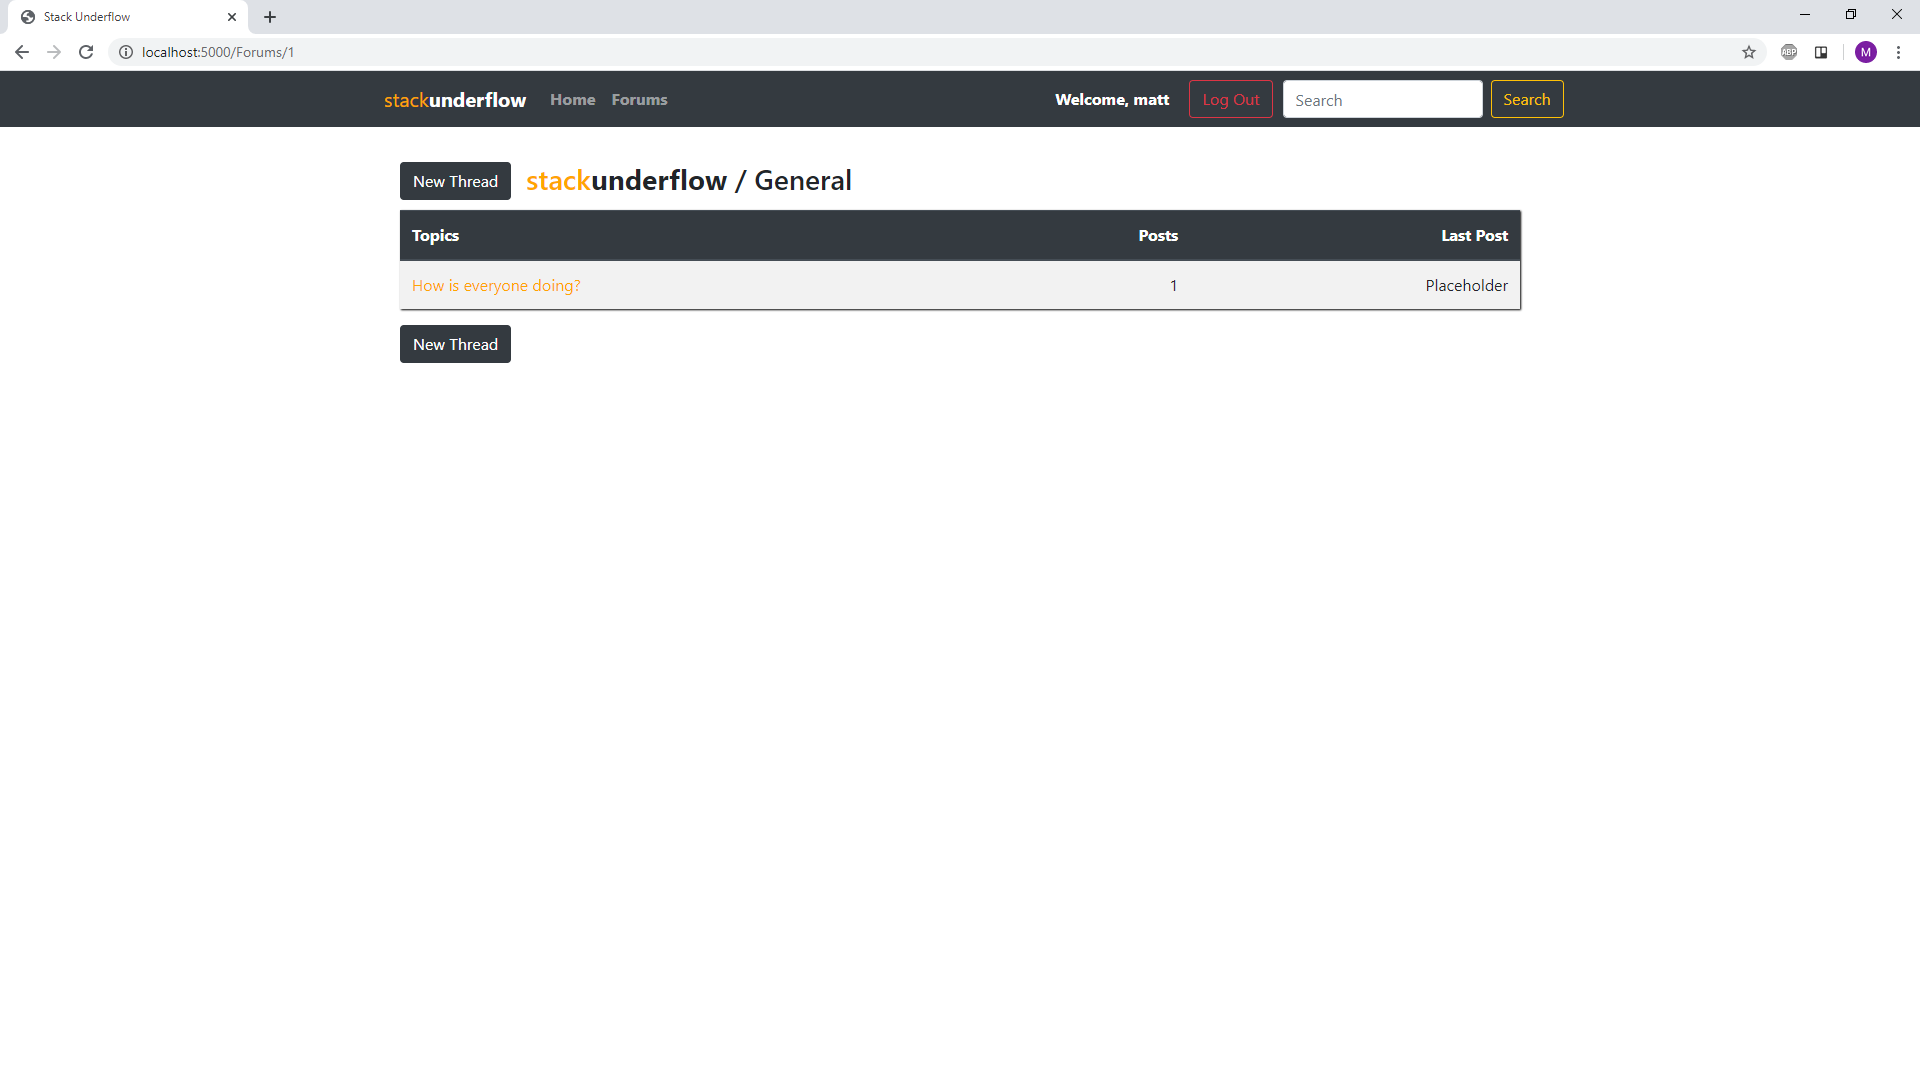 Stack Underflow
localhost:5000/Forums/1
ABP
M
stackunderflow Home Forums Welcome, matt Log Out Search Search
New Thread stackunderflow / General
Topics Posts Last Post
How is everyone doing? 1 Placeholder
New Thread